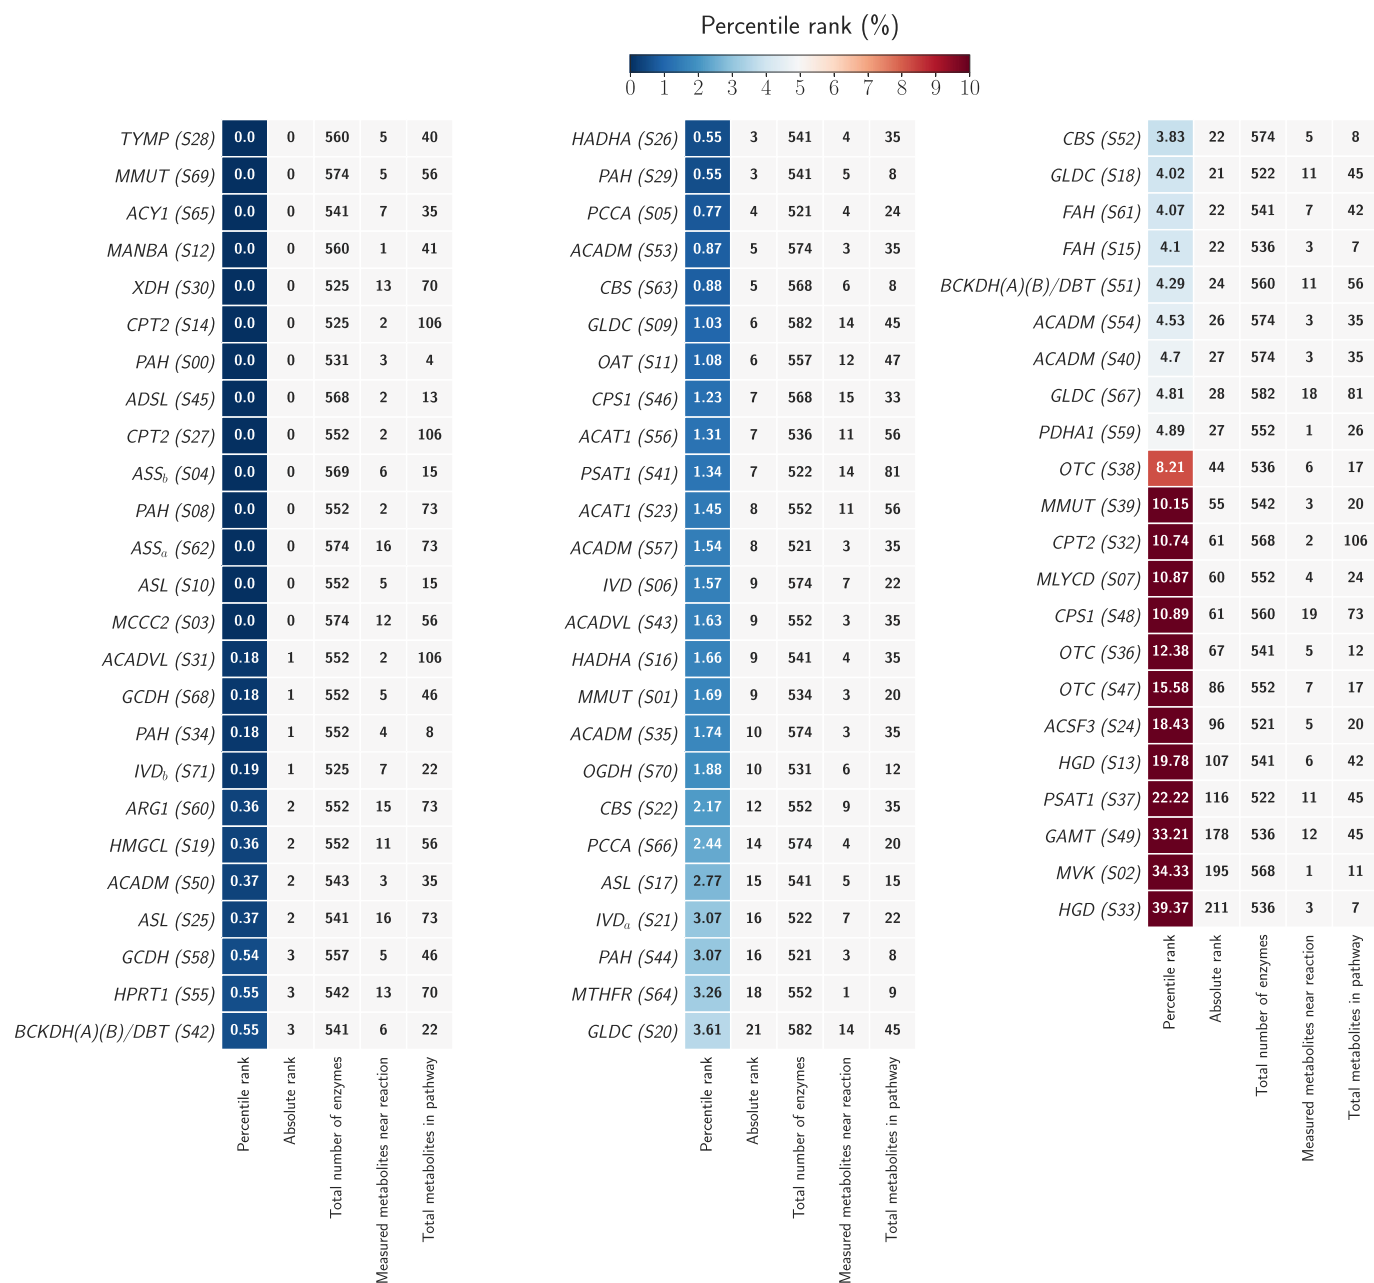 Percentile rank (%)
0 1 2 3 4 5 6 7 8 9 10
TYMP (S28) 0.0 0 560 5 40
MMUT (S69) 0.0 0 574 5 56
ACY1 (S65) 0.0 0 541 7 35
MANBA (S12) 0.0 0 560 1 41
XDH (S30) 0.0 0 525 13 70
CPT2 (S14) 0.0 0 525 2 106
PAH (S00) 0.0 0 531 3 4
ADSL (S45) 0.0 0 568 2 13
CPT2 (S27) 0.0 0 552 2 106
ASS_b (S04) 0.0 0 569 6 15
PAH (S08) 0.0 0 552 2 73
ASS_a (S62) 0.0 0 574 16 73
ASL (S10) 0.0 0 552 5 15
MCCC2 (S03) 0.0 0 574 12 56
ACADVL (S31) 0.18 1 552 2 106
GCDH (S68) 0.18 1 552 5 46
PAH (S34) 0.18 1 552 4 8
IVD_b (S71) 0.19 1 525 7 22
ARG1 (S60) 0.36 2 552 15 73
HMGCL (S19) 0.36 2 552 11 56
ACADM (S50) 0.37 2 543 3 35
ASL (S25) 0.37 2 541 16 73
GCDH (S58) 0.54 3 557 5 46
HPRT1 (S55) 0.55 3 542 13 70
BCKDH(A)(B)/DBT (S42) 0.55 3 541 6 22
Percentile rank
Absolute rank
Total number of enzymes
Measured metabolites near reaction
Total metabolites in pathway
HADHA (S26) 0.55 3 541 4 35
PAH (S29) 0.55 3 541 5 8
PCCA (S05) 0.77 4 521 4 24
ACADM (S53) 0.87 5 574 3 35
CBS (S63) 0.88 5 568 6 8
GLDC (S09) 1.03 6 582 14 45
OAT (S11) 1.08 6 557 12 47
CPS1 (S46) 1.23 7 568 15 33
ACAT1 (S56) 1.31 7 536 11 56
PSAT1 (S41) 1.34 7 522 14 81
ACAT1 (S23) 1.45 8 552 11 56
ACADM (S57) 1.54 8 521 3 35
IVD (S06) 1.57 9 574 7 22
ACADVL (S43) 1.63 9 552 3 35
HADHA (S16) 1.66 9 541 4 35
MMUT (S01) 1.69 9 534 3 20
ACADM (S35) 1.74 10 574 3 35
OGDH (S70) 1.88 10 531 6 12
CBS (S22) 2.17 12 552 9 35
PCCA (S66) 2.44 14 574 4 20
ASL (S17) 2.77 15 541 5 15
IVD_a (S21) 3.07 16 522 7 22
PAH (S44) 3.07 16 521 3 8
MTHFR (S64) 3.26 18 552 1 9
GLDC (S20) 3.61 21 582 14 45
Percentile rank
Absolute rank
Total number of enzymes
Measured metabolites near reaction
Total metabolites in pathway
CBS (S52) 3.83 22 574 5 8
GLDC (S18) 4.02 21 522 11 45
FAH (S61) 4.07 22 541 7 42
FAH (S15) 4.1 22 536 3 7
BCKDH(A)(B)/DBT (S51) 4.29 24 560 11 56
ACADM (S54) 4.53 26 574 3 35
ACADM (S40) 4.7 27 574 3 35
GLDC (S67) 4.81 28 582 18 81
PDHA1 (S59) 4.89 27 552 1 26
OTC (S38) 8.21 44 536 6 17
MMUT (S39) 10.15 55 542 3 20
CPT2 (S32) 10.74 61 568 2 106
MLYCD (S07) 10.87 60 552 4 24
CPS1 (S48) 10.89 61 560 19 73
OTC (S36) 12.38 67 541 5 12
OTC (S47) 15.58 86 552 7 17
ACSF3 (S24) 18.43 96 521 5 20
HGD (S13) 19.78 107 541 6 42
PSAT1 (S37) 22.22 116 522 11 45
GAMT (S49) 33.21 178 536 12 45
MVK (S02) 34.33 195 568 1 11
HGD (S33) 39.37 211 536 3 7
Percentile rank
Absolute rank
Total number of enzymes
Measured metabolites near reaction
Total metabolites in pathway